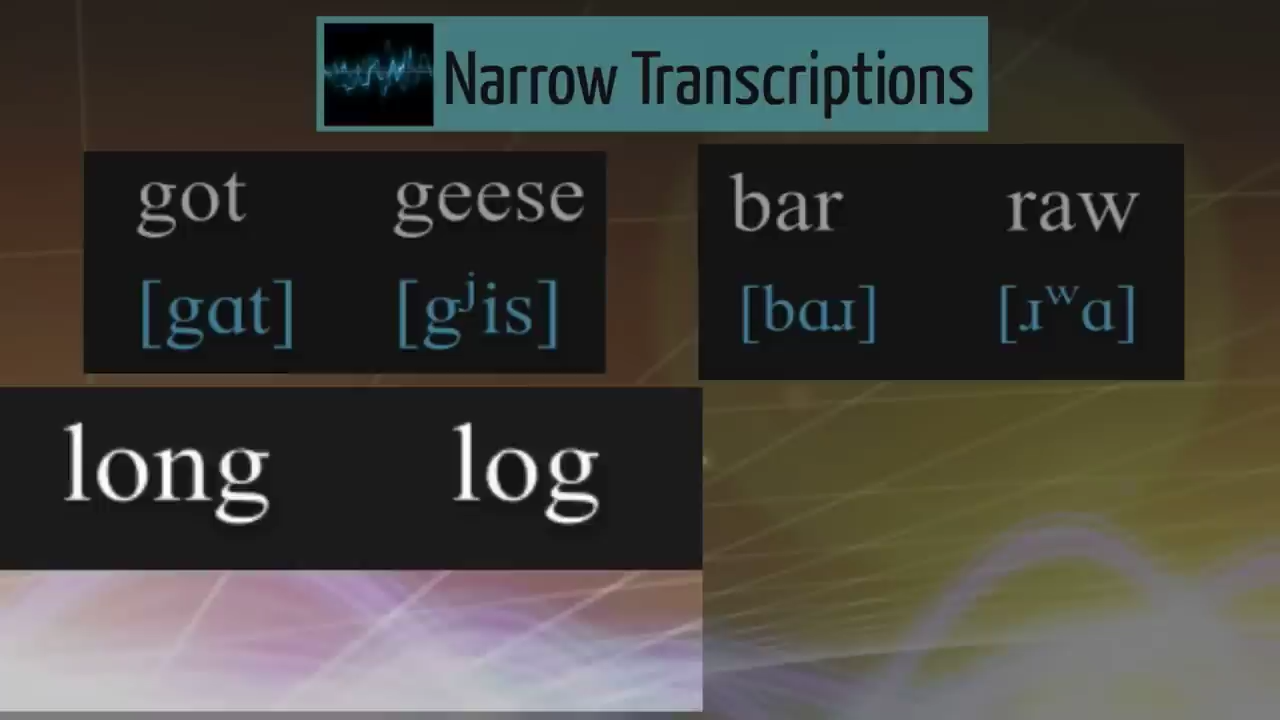 Narrow Transcriptions
got geese
[gɑt] [gʲis]
bar raw
[bɑɹ] [ɹʷɑ]
long log